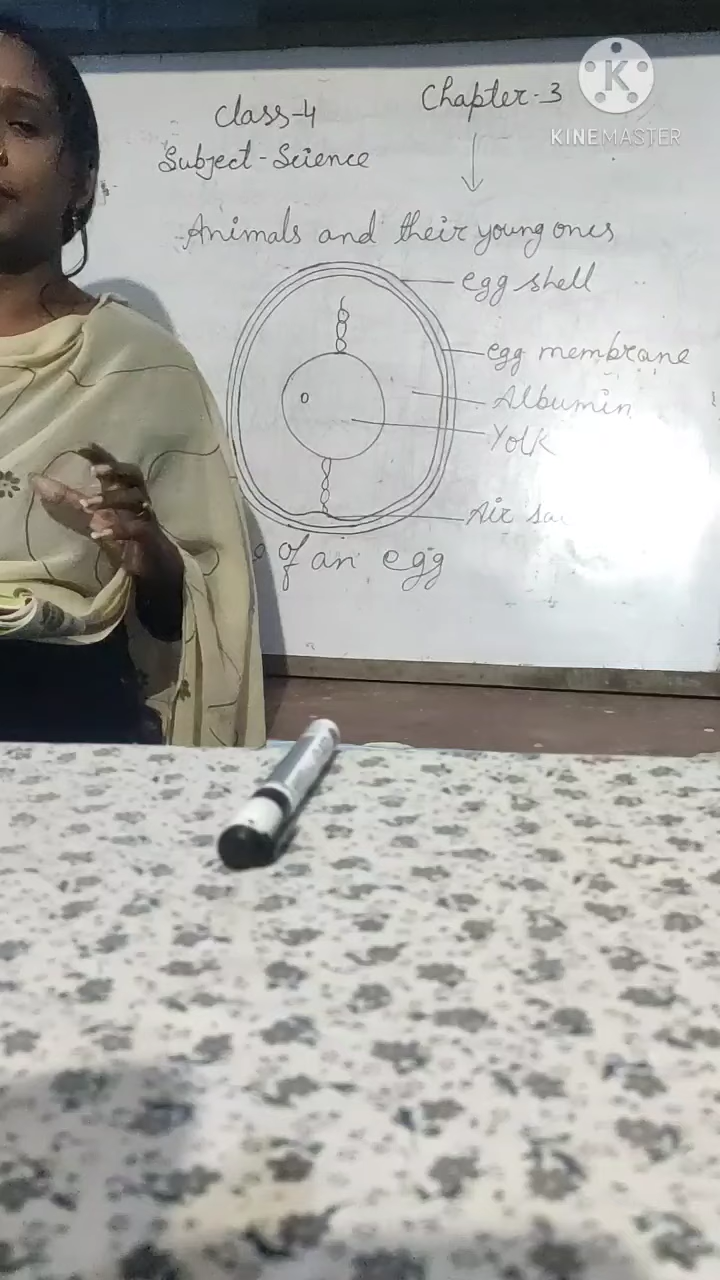 Class-4
Chapter-3
K
KINEMASTER
Subject-Science
Animals and their young ones
egg shell
egg membrane
Albumin
Yolk
Air
of an egg